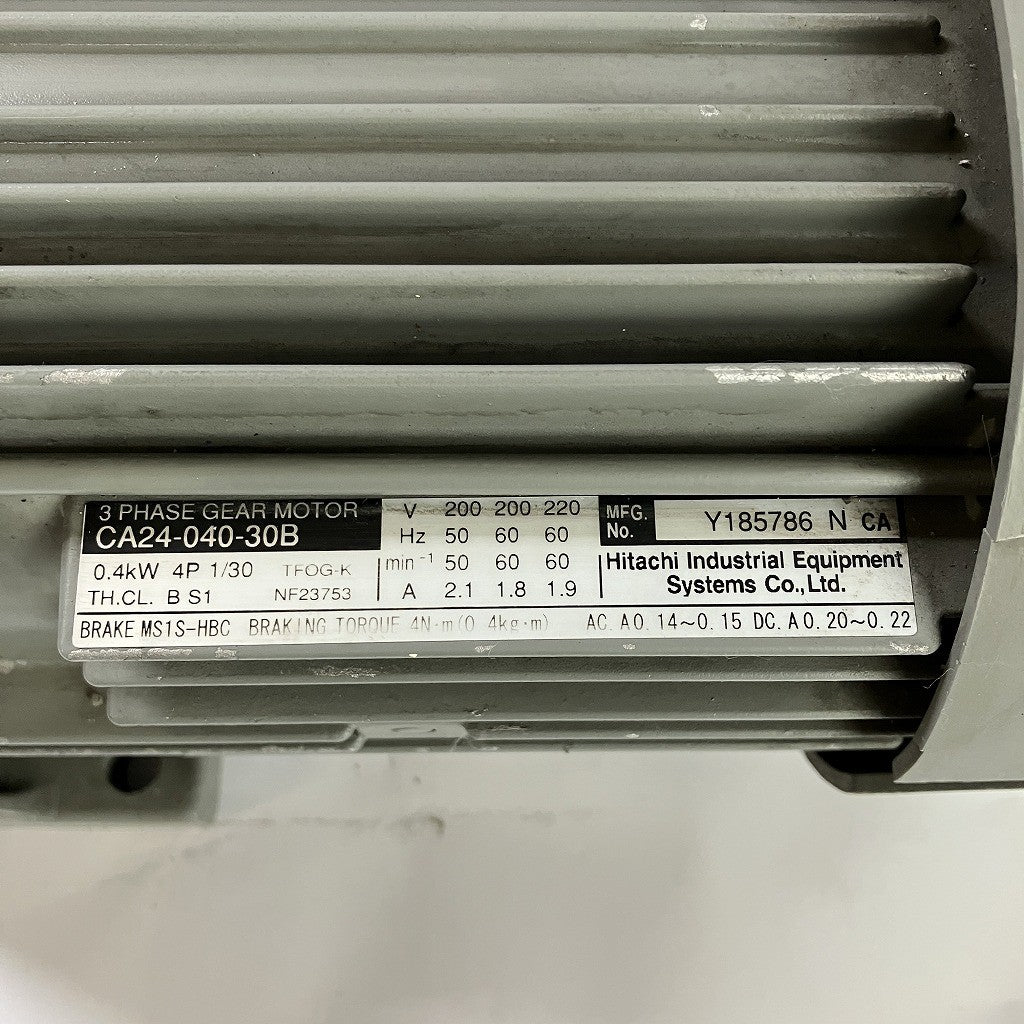 3 PHASE GEAR MOTOR
CA24-040-30B
0.4kW 4P 1/30 TFOG-K
TH.CL. B S1 NF23753
V 200 200 220
Hz 50 60 60
min⁻¹ 50 60 60
A 2.1 1.8 1.9
MFG. No. Y185786 N CA
Hitachi Industrial Equipment
Systems Co.,Ltd.
BRAKE MS1S-HBC BRAKING TORQUE 4N·m(0.4kg·m) AC.A0.14~0.15 DC.A0.20~0.22